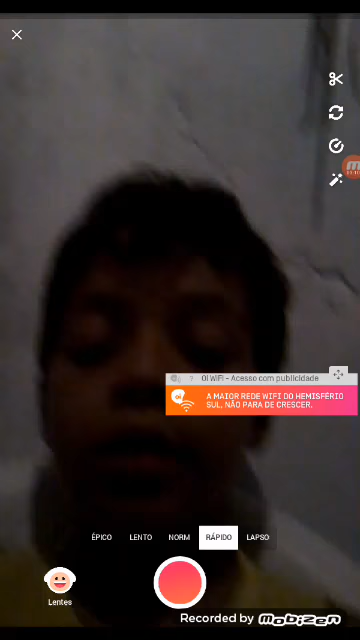 Oi WiFi - Acesso com publicidade
oi
A MAIOR REDE WIFI DO HEMISFÉRIO
SUL. NÃO PARA DE CRESCER.
ÉPICO LENTO NORM RÁPIDO LAPSO
Lentes
Recorded by mobizen